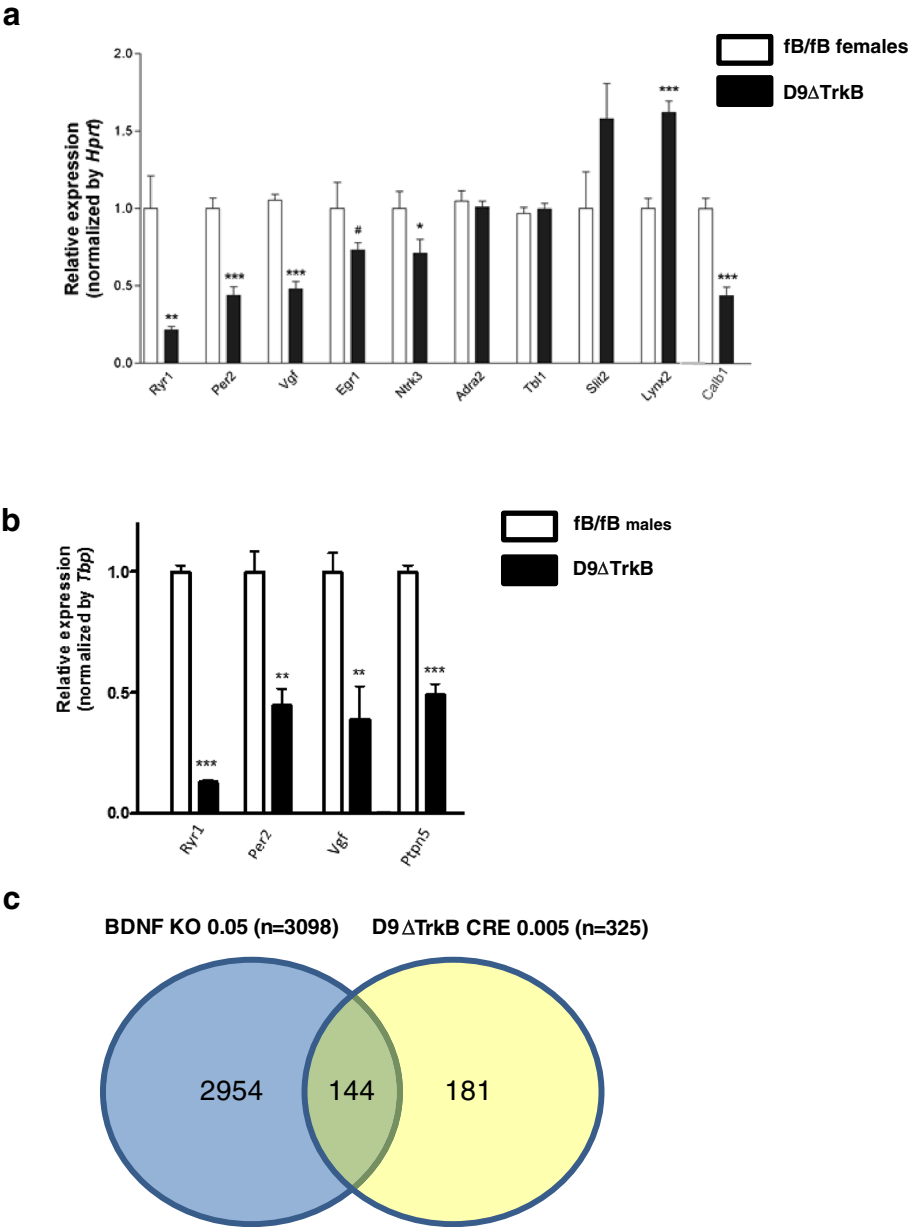 a
fB/fB females
D9ΔTrkB
Relative expression
(normalized by Hprt)
2.0
1.5
1.0
0.5
0.0
** *** *** # * *** ***
Ryr1 Per2 Vgf Egr1 Ntrk3 Adra2 Tbl1 Slit2 Lynx2 Calb1
b
fB/fB males
D9ΔTrkB
Relative expression
(normalized by Tbp)
1.0
0.5
0.0
*** ** ** ***
Ryr1 Per2 Vgf Ptpn5
c
BDNF KO 0.05 (n=3098) D9ΔTrkB CRE 0.005 (n=325)
2954 144 181